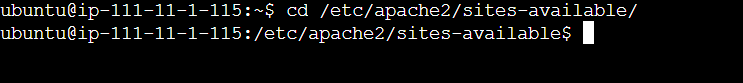 ubuntu@ip-111-11-1-115:~$ cd /etc/apache2/sites-available/
ubuntu@ip-111-11-1-115:/etc/apache2/sites-available$